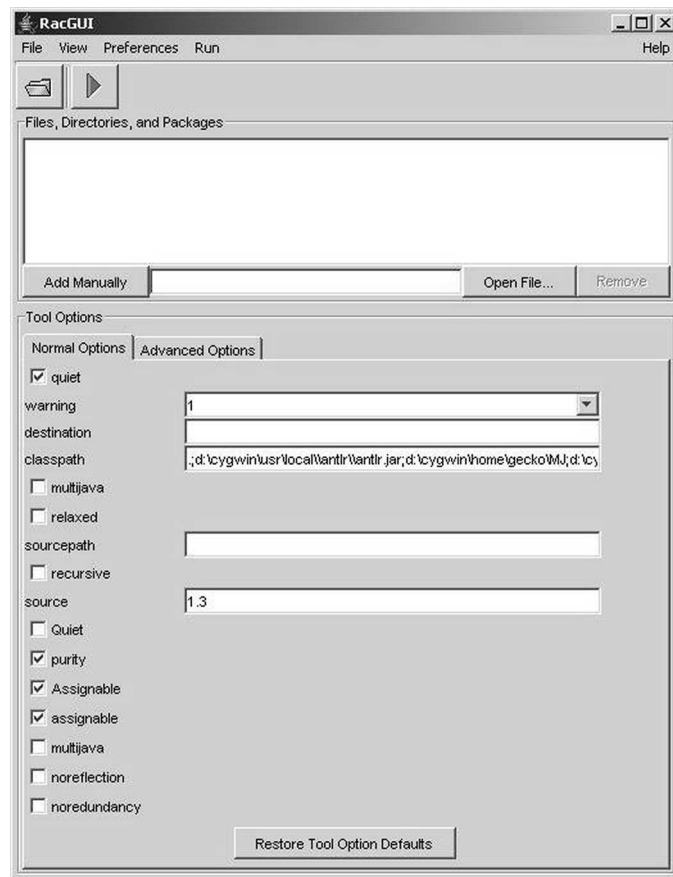 RacGUI
File View Preferences Run Help
Files, Directories, and Packages
Add Manually Open File... Remove
Tool Options
Normal Options Advanced Options
quiet
warning 1
destination
classpath .;d:\cygwin\usr\local\\antlr\\antlr.jar;d:\cygwin\home\gecko\MJ;d:\cy
multijava
relaxed
sourcepath
recursive
source 1.3
Quiet
purity
Assignable
assignable
multijava
noreflection
noredundancy
Restore Tool Option Defaults